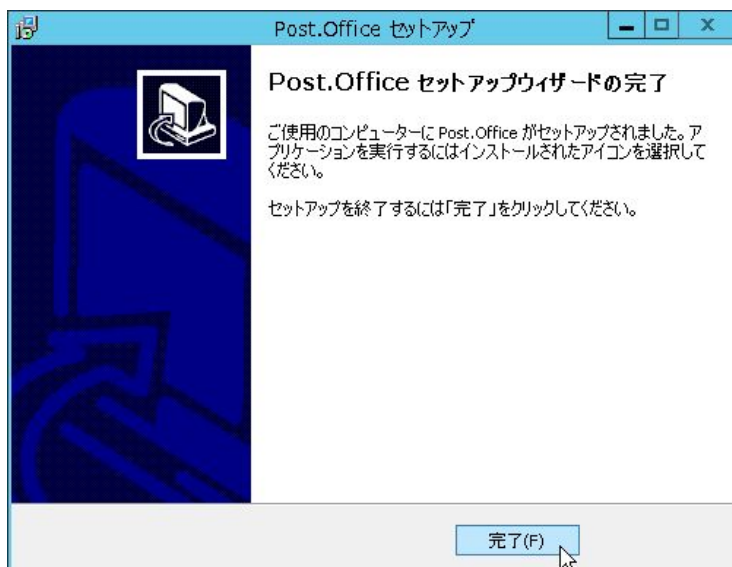 Post.Office セットアップ
Post.Office セットアップウィザードの完了
ご使用のコンピューターに Post.Office がセットアップされました。ア
プリケーションを実行するにはインストールされたアイコンを選択して
ください。
セットアップを終了するには「完了」をクリックしてください。
完了(F)